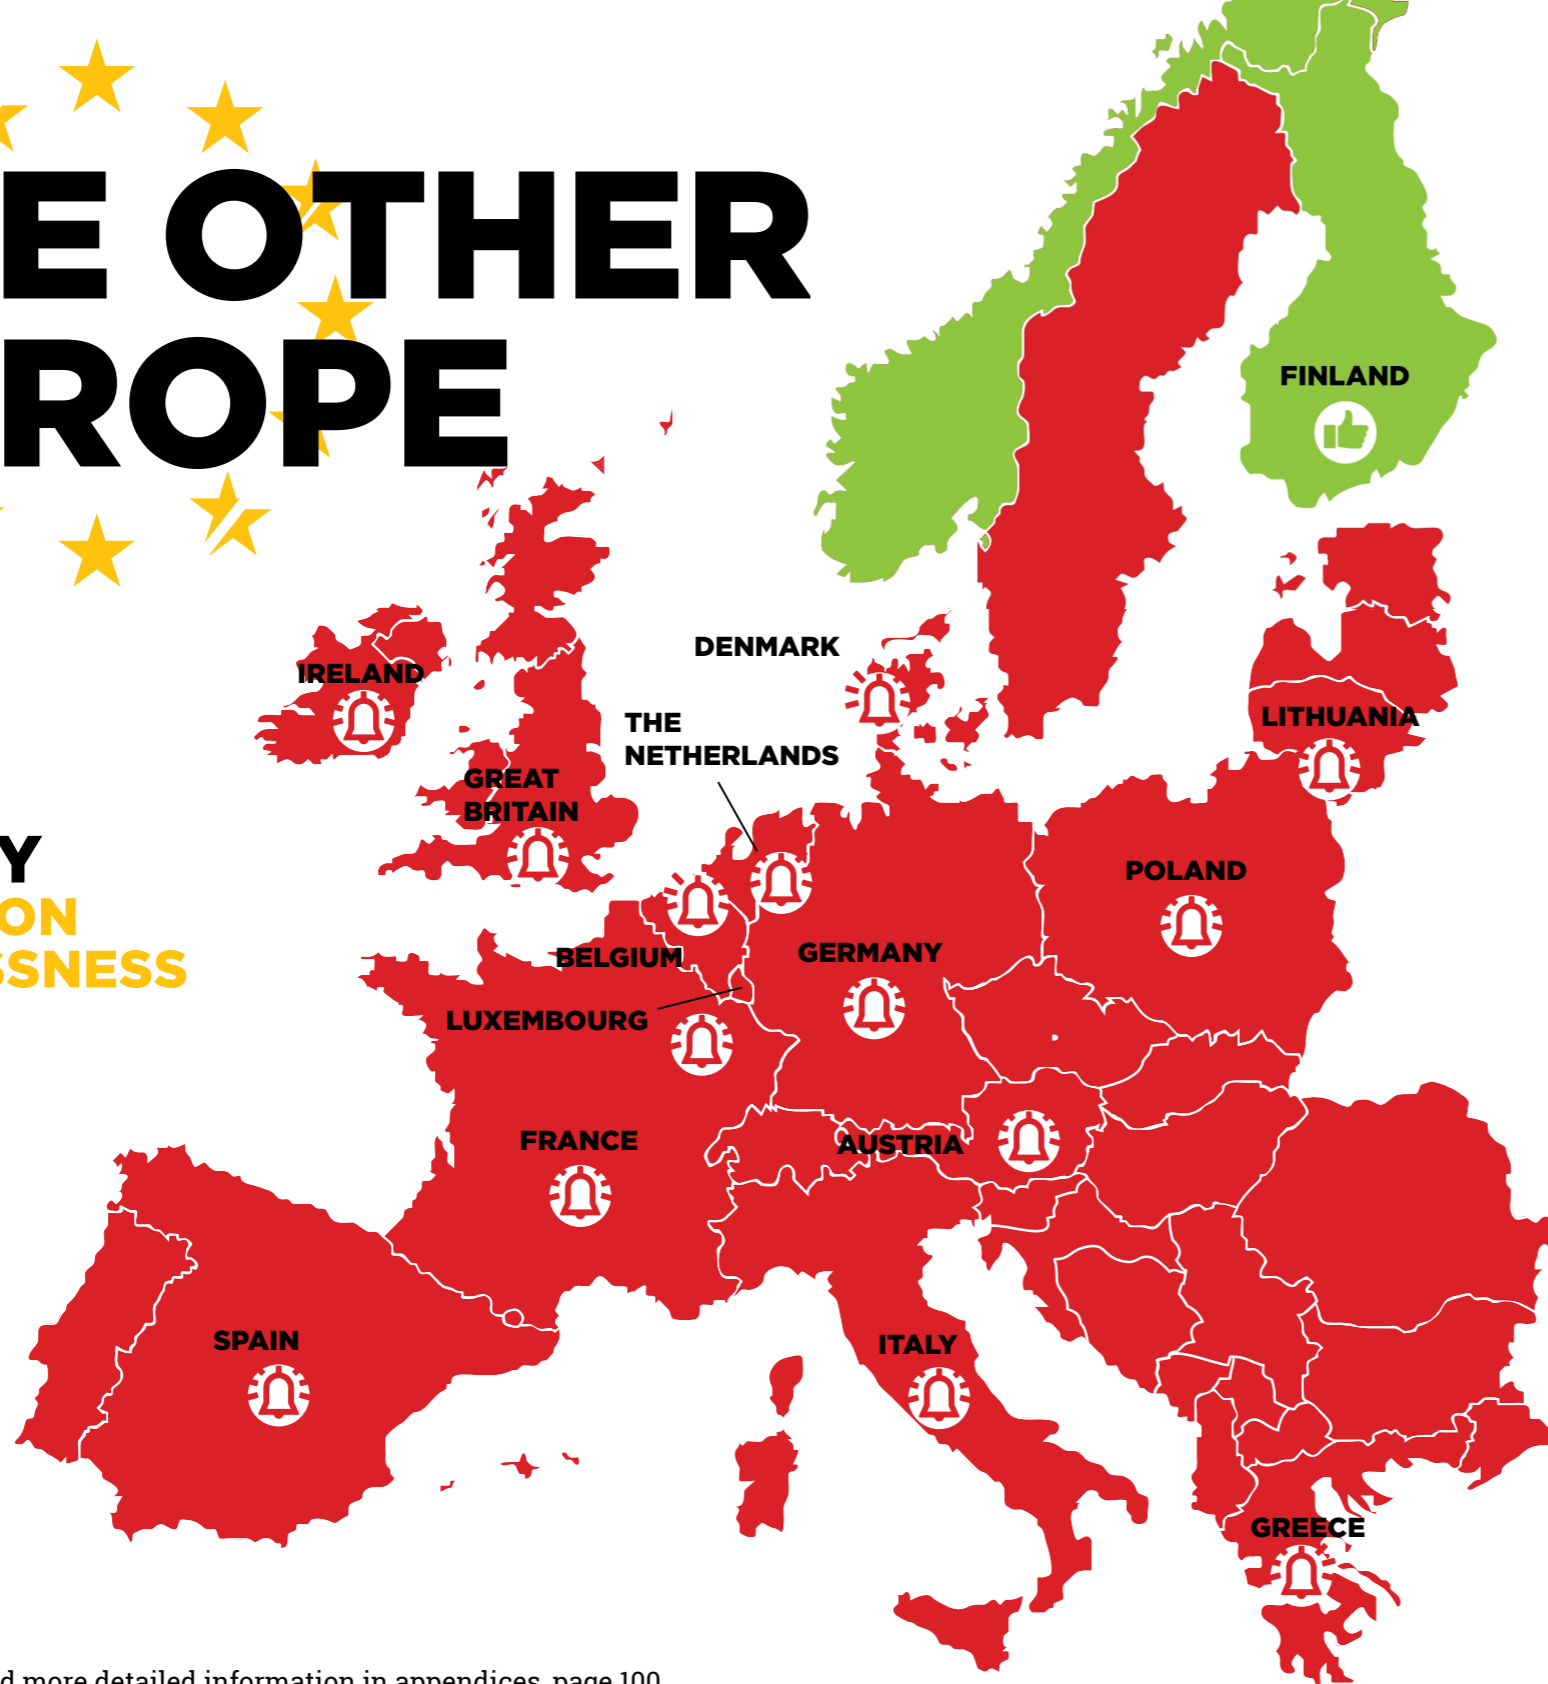 E OTHER
ROPE
Y
ON
SSNESS
FINLAND
DENMARK
IRELAND
THE
NETHERLANDS
LITHUANIA
GREAT
BRITAIN
POLAND
BELGIUM
GERMANY
LUXEMBOURG
FRANCE
AUSTRIA
SPAIN
ITALY
GREECE
d more detailed information in appendices, page 100